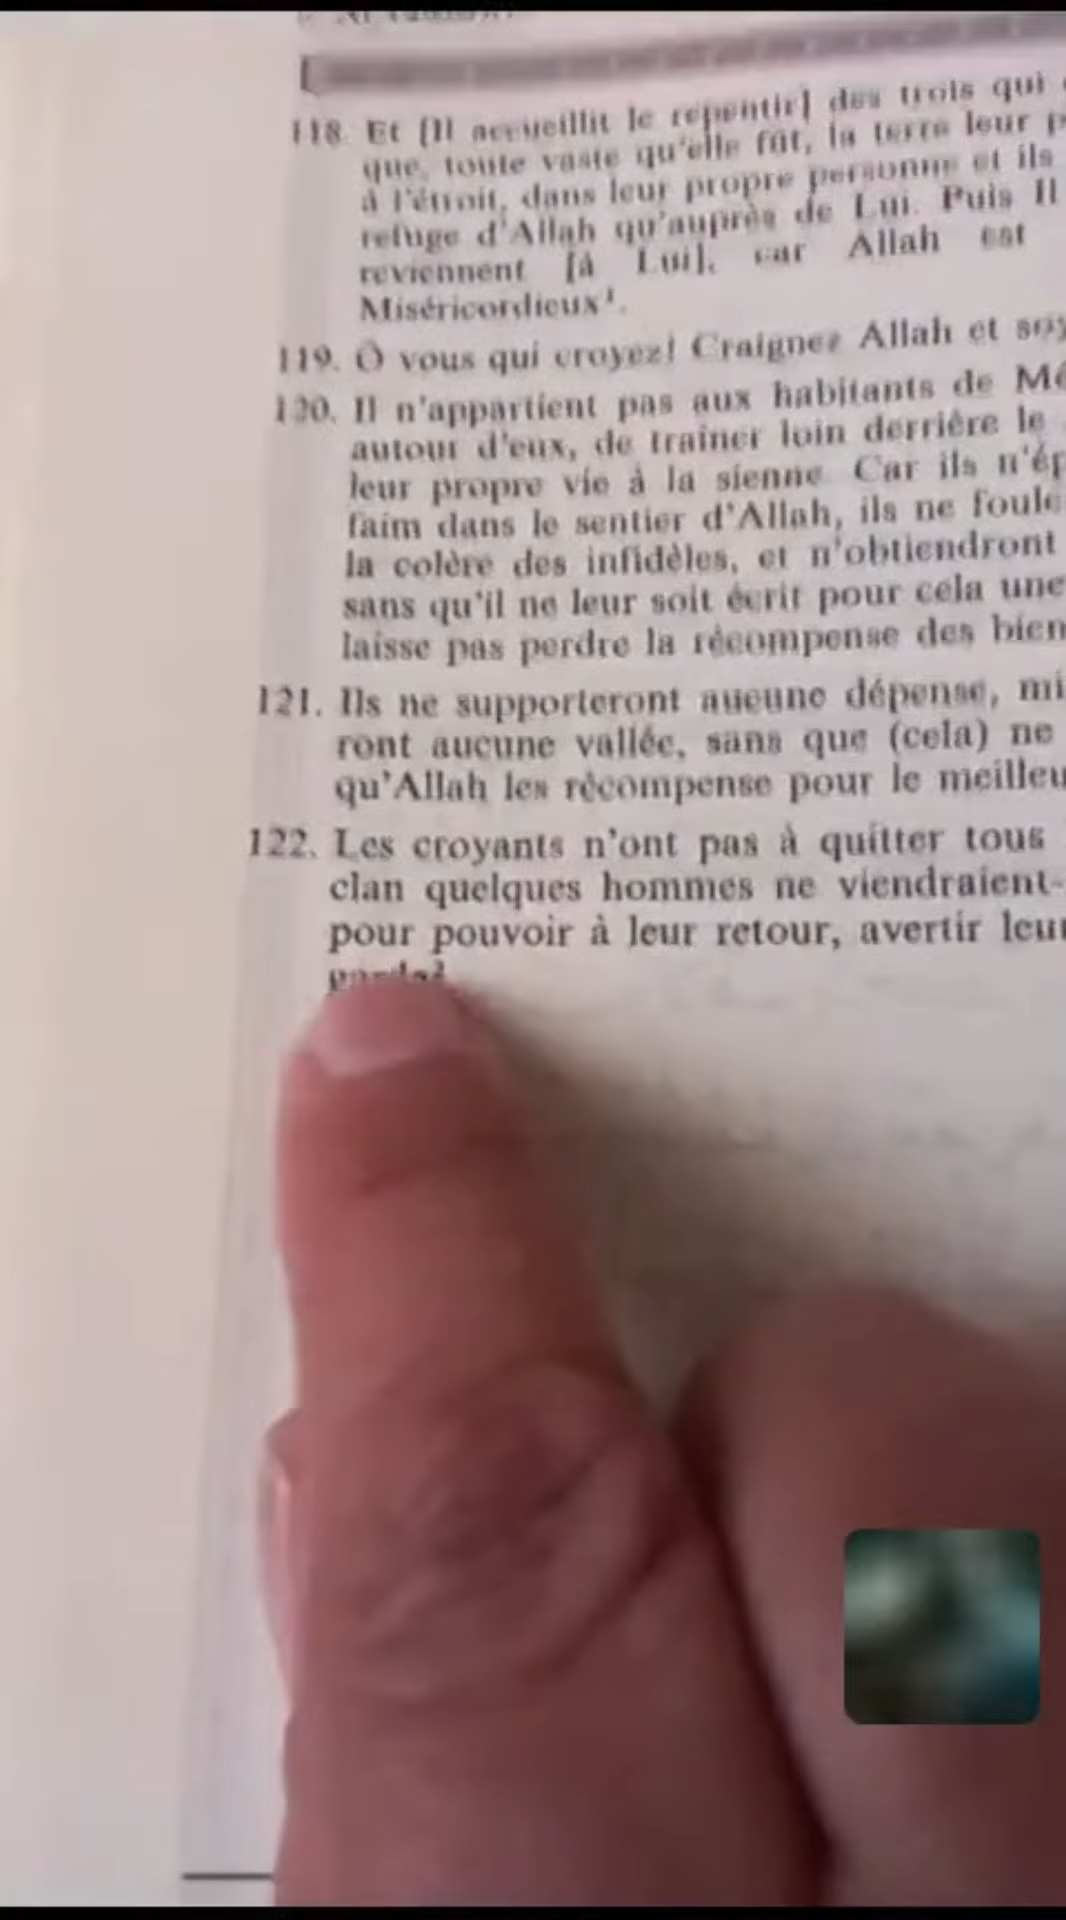 118. Et [Il accueillit le repentir] des trois qui
que, toute vaste qu'elle fût, la terre leur
à l'étroit, dans leur propre personne et ils
refuge d'Allah qu'auprès de Lui. Puis Il
reviennent [à Lui], car Allah est
Miséricordieux¹.
119. Ô vous qui croyez! Craignez Allah et soy
120. Il n'appartient pas aux habitants de Mé
autour d'eux, de traîner loin derrière le
leur propre vie à la sienne. Car ils n'ép
faim dans le sentier d'Allah, ils ne foule
la colère des infidèles, et n'obtiendront
sans qu'il ne leur soit écrit pour cela une
laisse pas perdre la récompense des bien
121. Ils ne supporteront aucune dépense, mi
ront aucune vallée, sans que (cela) ne
qu'Allah les récompense pour le meilleu
122. Les croyants n'ont pas à quitter tous
clan quelques hommes ne viendraient-
pour pouvoir à leur retour, avertir leur